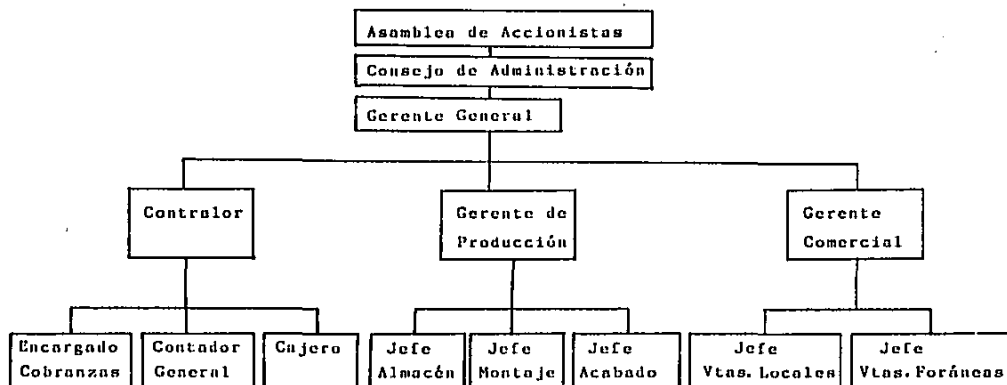 Asamblea de Accionistas
Consejo de Administración
Gerente General
Contralor
Gerente de
Producción
Gerente
Comercial
Encargado
Cobranzas
Contador
General
Cajero
Jefe
Almacén
Jefe
Montaje
Jefe
Acabado
Jefe
Vtas. Locales
Jefe
Vtas. Foráneas